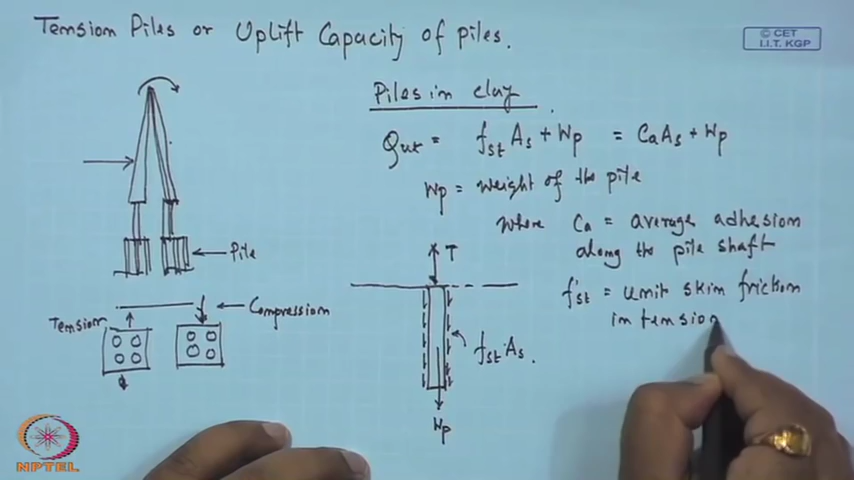 Tension Piles or Uplift Capacity of piles.
© CET
I.I.T. KGP
Piles in clay
Qut = fst As + Wp = Ca As + Wp
Wp = weight of the pile
where Ca = average adhesion
along the pile shaft
fst = unit skin friction
in tension
Pile
Tension
Compression
T
fst As.
Wp
NPTEL